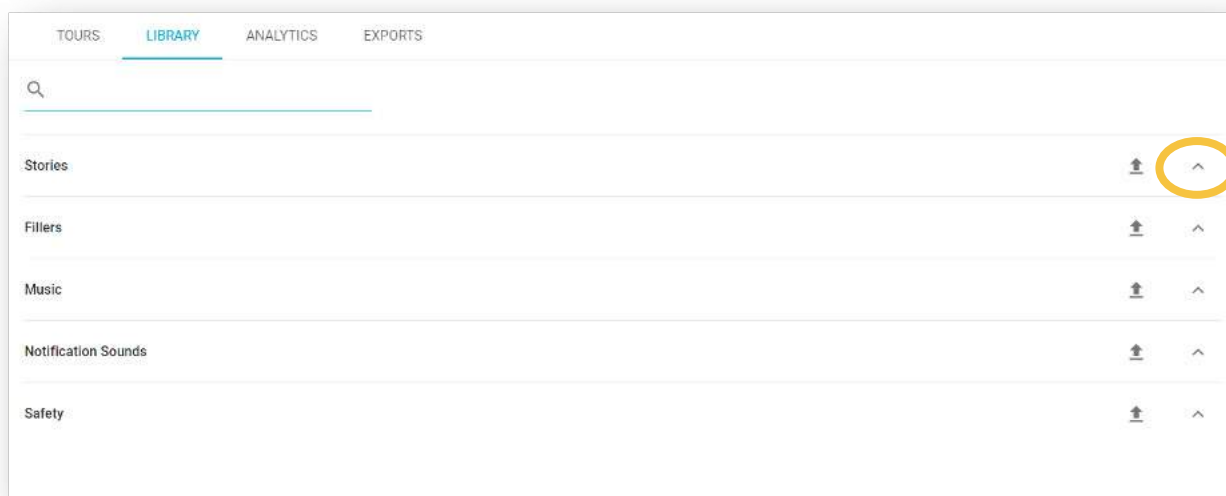 TOURS LIBRARY ANALYTICS EXPORTS
Stories
Fillers
Music
Notification Sounds
Safety